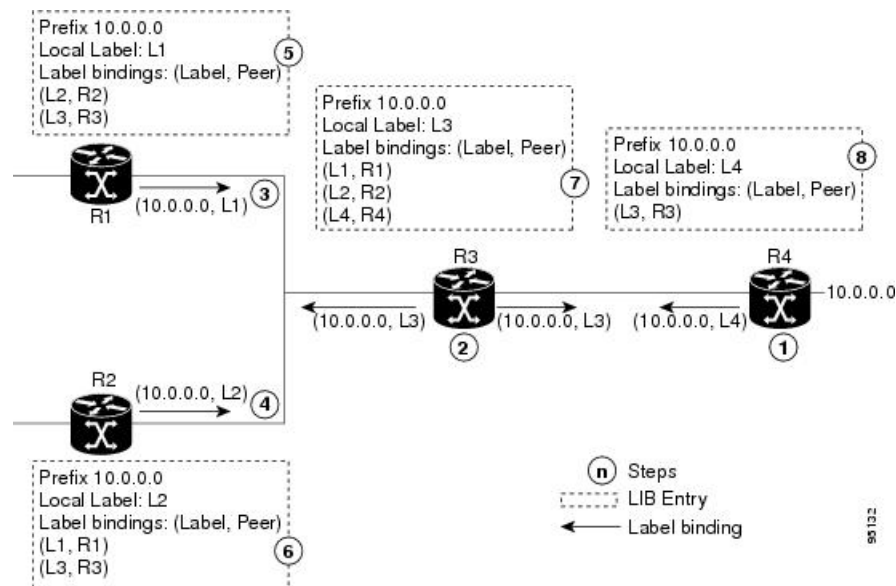 Prefix 10.0.0.0
Local Label: L1
Label bindings: (Label, Peer)
(L2, R2)
(L3, R3)
5
R1
(10.0.0.0, L1)
3
Prefix 10.0.0.0
Local Label: L3
Label bindings: (Label, Peer)
(L1, R1)
(L2, R2)
(L4, R4)
7
Prefix 10.0.0.0
Local Label: L4
Label bindings: (Label, Peer)
(L3, R3)
8
R3
(10.0.0.0, L3)
(10.0.0.0, L3)
2
R4
10.0.0.0
(10.0.0.0, L4)
1
R2
(10.0.0.0, L2)
4
Prefix 10.0.0.0
Local Label: L2
Label bindings: (Label, Peer)
(L1, R1)
(L3, R3)
6
n Steps
LIB Entry
Label binding
95132